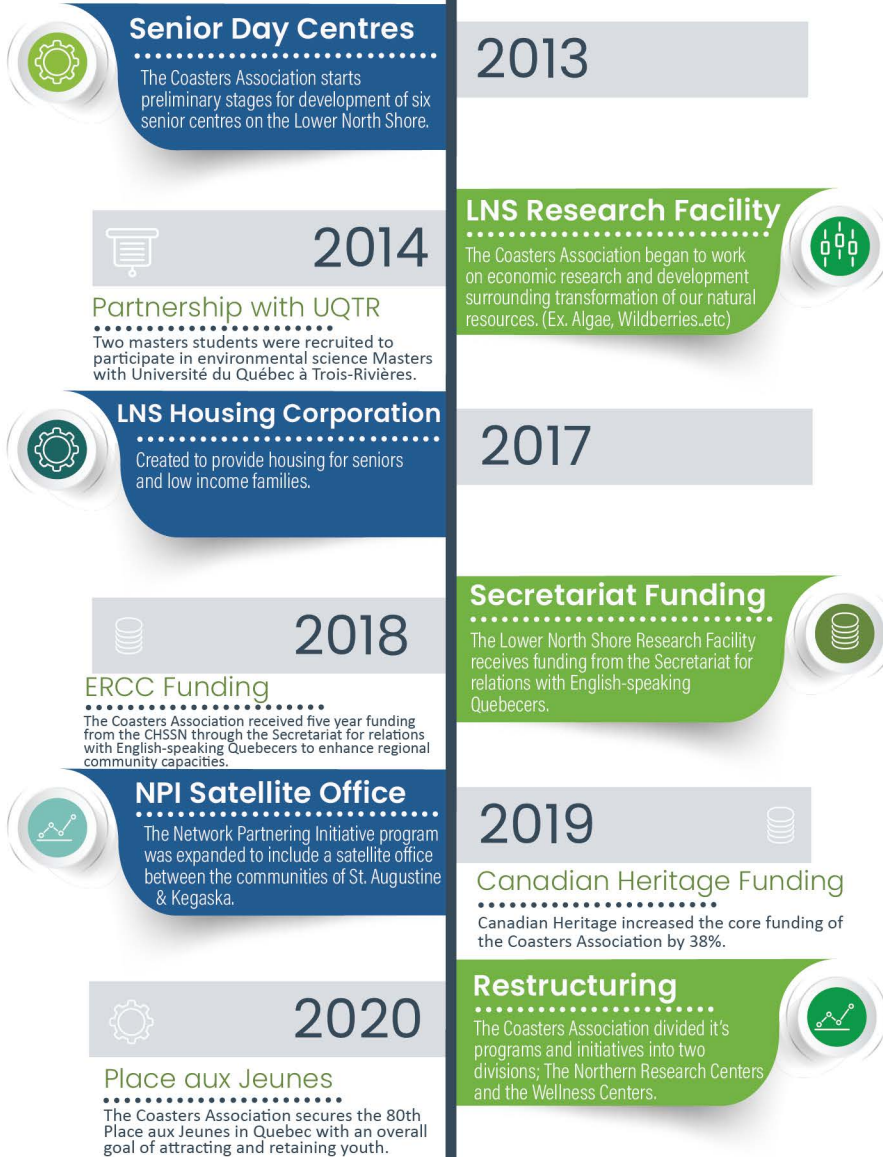 Senior Day Centres
The Coasters Association starts
preliminary stages for development of six
senior centres on the Lower North Shore.
2013
2014
Partnership with UQTR
Two masters students were recruited to
participate in environmental science Masters
with Université du Québec à Trois-Rivières.
LNS Research Facility
The Coasters Association began to work
on economic research and development
surrounding transformation of our natural
resources. (Ex. Algae, Wildberries..etc)
LNS Housing Corporation
Created to provide housing for seniors
and low income families.
2017
2018
ERCC Funding
The Coasters Association received five year funding
from the CHSSN through the Secretariat for relations
with English-speaking Quebecers to enhance regional
community capacities.
Secretariat Funding
The Lower North Shore Research Facility
receives funding from the Secretariat for
relations with English-speaking
Quebecers.
NPI Satellite Office
The Network Partnering Initiative program
was expanded to include a satellite office
between the communities of St. Augustine
& Kegaska.
2019
Canadian Heritage Funding
Canadian Heritage increased the core funding of
the Coasters Association by 38%.
2020
Place aux Jeunes
The Coasters Association secures the 80th
Place aux Jeunes in Quebec with an overall
goal of attracting and retaining youth.
Restructuring
The Coasters Association divided it's
programs and initiatives into two
divisions; The Northern Research Centers
and the Wellness Centers.